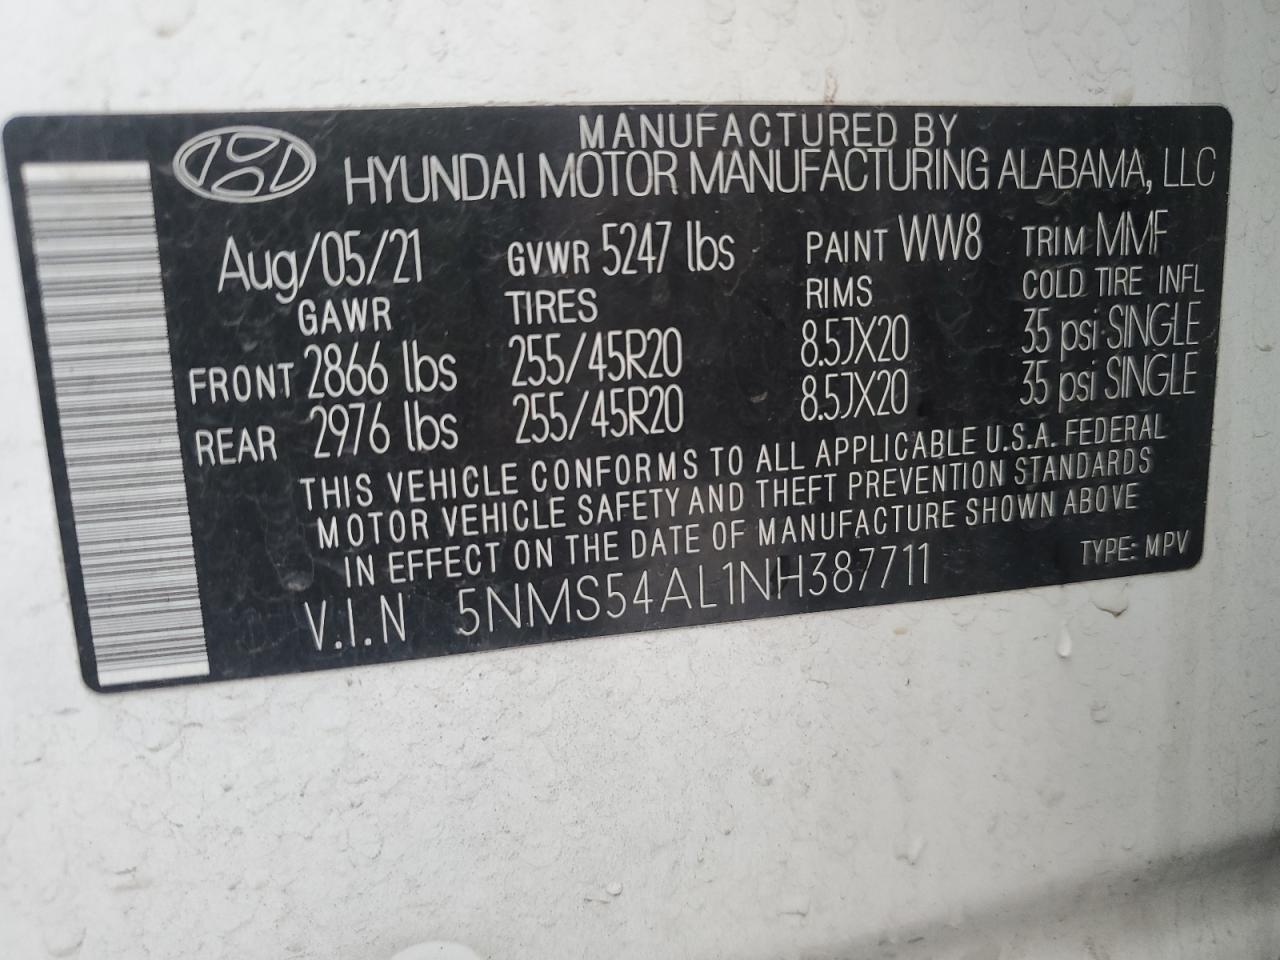 MANUFACTURED BY
HYUNDAI MOTOR MANUFACTURING ALABAMA, LLC
Aug/05/21 GVWR 5247 lbs PAINT WW8 TRIM MMF
GAWR TIRES RIMS COLD TIRE INFL
FRONT 2866 lbs 255/45R20 8.5JX20 35 psi SINGLE
REAR 2976 lbs 255/45R20 8.5JX20 35 psi SINGLE
THIS VEHICLE CONFORMS TO ALL APPLICABLE U.S.A. FEDERAL
MOTOR VEHICLE SAFETY AND THEFT PREVENTION STANDARDS
IN EFFECT ON THE DATE OF MANUFACTURE SHOWN ABOVE
V.I.N 5NMS54AL1NH387711 TYPE: MPV